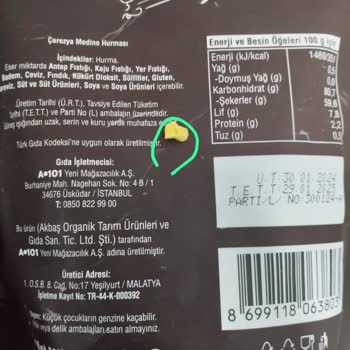 Çerezya Medine Hurması
İçindekiler: Hurma.
Eser miktarda Antep Fıstığı, Kaju Fıstığı, Yer Fıstığı,
Badem, Ceviz, Fındık, Kükürt Dioksit, Sülfitler, Gluten,
Süt ve Süt Ürünleri, Soya ve Soya Ürünleri içerebilir.
Üretim Tarihi (Ü.R.T.), Tavsiye Edilen Tüketim
Tarihi (T.E.T.T.) ve Parti No (L) ambalajın üzerindedir.
Güneş ışığından uzak, serin ve kuru yerde muhafaza
Türk Gıda Kodeksi'ne uygun olarak üretilmiştir.
Gıda İşletmecisi:
A101 Yeni Mağazacılık A.Ş.
Burhaniye Mah. Nagehan Sok. No: 4 B / 1
34676 Üsküdar / İSTANBUL
T: 0850 822 99 00
Bu ürün (Akbaş Organik Tarım Ürünleri ve
Gıda San. Tic. Ltd. Şti.) tarafından
A101 Yeni Mağazacılık A.Ş. adına üretilmiştir.
Üretici Adresi:
1. O.S.B. 8. Cad. No:17 Yeşilyurt / MALATYA
İşletme Kayıt No: TR-44-K-000392
Küçük çocukların genzine kaçabilir.
veya delik ambalajları satın almayınız.
Enerji ve Besin Öğeleri 100 g için
Enerji (kJ/kcal)
Yağ (g)
-Doymuş Yağ (g)
Karbonhidrat (g)
-Şekerler (g)
Lif (g)
Protein (g)
Tuz (g)
Ü.T:30.01.2024
T.E.T.T:29.01.2025
PARTİ/L/ NO 300124-A
8 699118 063803